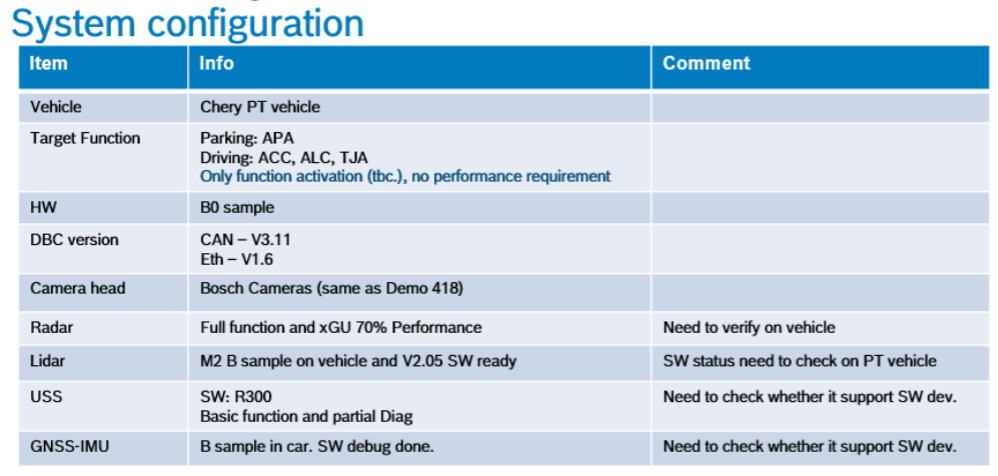 System configuration
Item Info Comment
Vehicle Chery PT vehicle
Target Function Parking: APA
Driving: ACC, ALC, TJA
Only function activation (tbc.), no performance requirement
HW B0 sample
DBC version CAN – V3.11
Eth – V1.6
Camera head Bosch Cameras (same as Demo 418)
Radar Full function and xGU 70% Performance Need to verify on vehicle
Lidar M2 B sample on vehicle and V2.05 SW ready SW status need to check on PT vehicle
USS SW: R300 Need to check whether it support SW dev.
Basic function and partial Diag
GNSS-IMU B sample in car. SW debug done. Need to check whether it support SW dev.